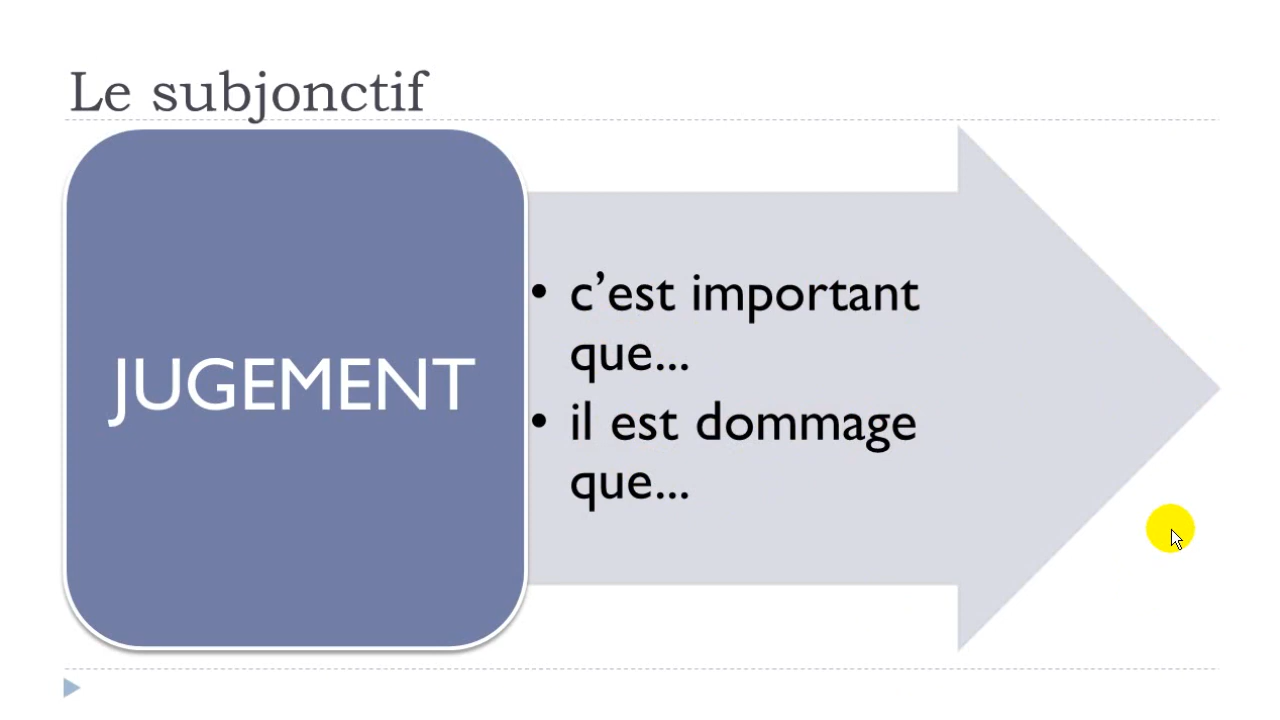 Le subjonctif
JUGEMENT
• c’est important
que...
• il est dommage
que...